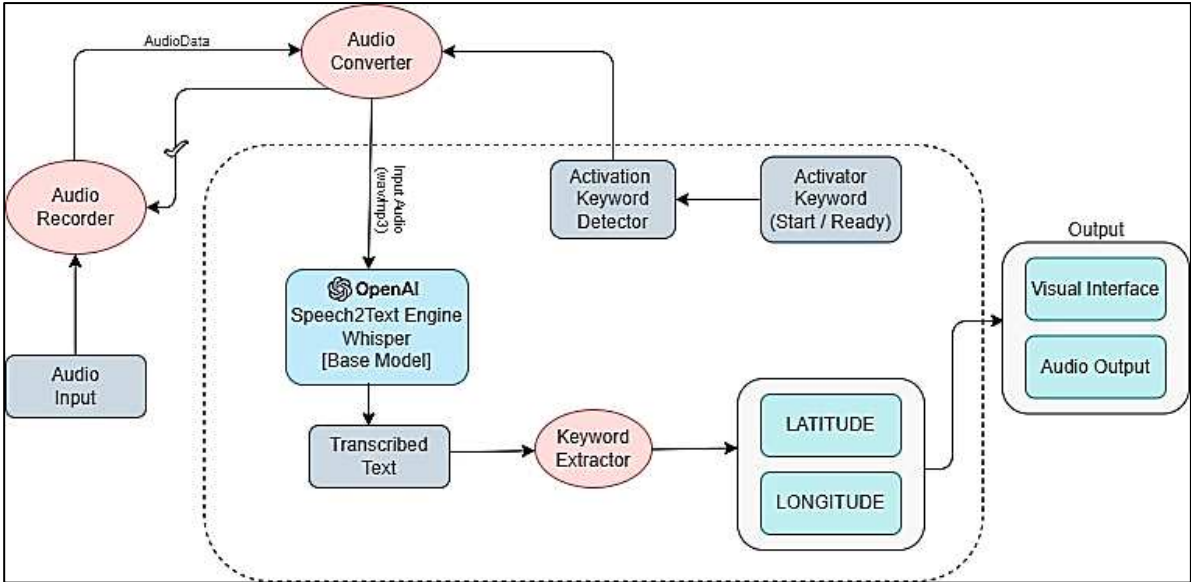 AudioData
Audio
Converter
Audio
Recorder
Audio
Input
Input Audio
(wav/mp3)
Activation
Keyword
Detector
Activator
Keyword
(Start / Ready)
OpenAI
Speech2Text Engine
Whisper
[Base Model]
Transcribed
Text
Keyword
Extractor
LATITUDE
LONGITUDE
Output
Visual Interface
Audio Output